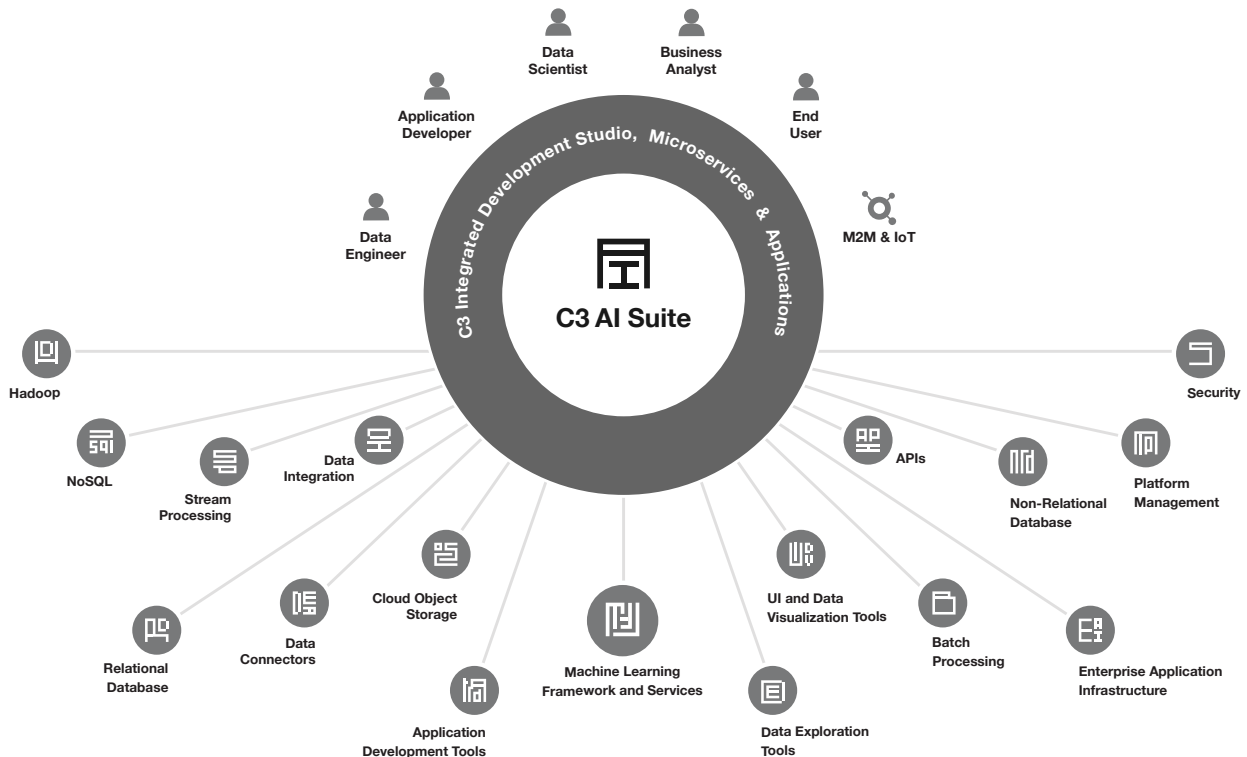 Data
Scientist
Business
Analyst
Application
Developer
End
User
Data
Engineer
M2M & IoT
C3 Integrated Development Studio, Microservices & Applications
C3 AI Suite
Hadoop
Security
NoSQL
Stream
Processing
Data
Integration
APIs
Non-Relational
Database
Platform
Management
Relational
Database
Data
Connectors
Cloud Object
Storage
Application
Development Tools
Machine Learning
Framework and Services
Data Exploration
Tools
UI and Data
Visualization Tools
Batch
Processing
Enterprise Application
Infrastructure